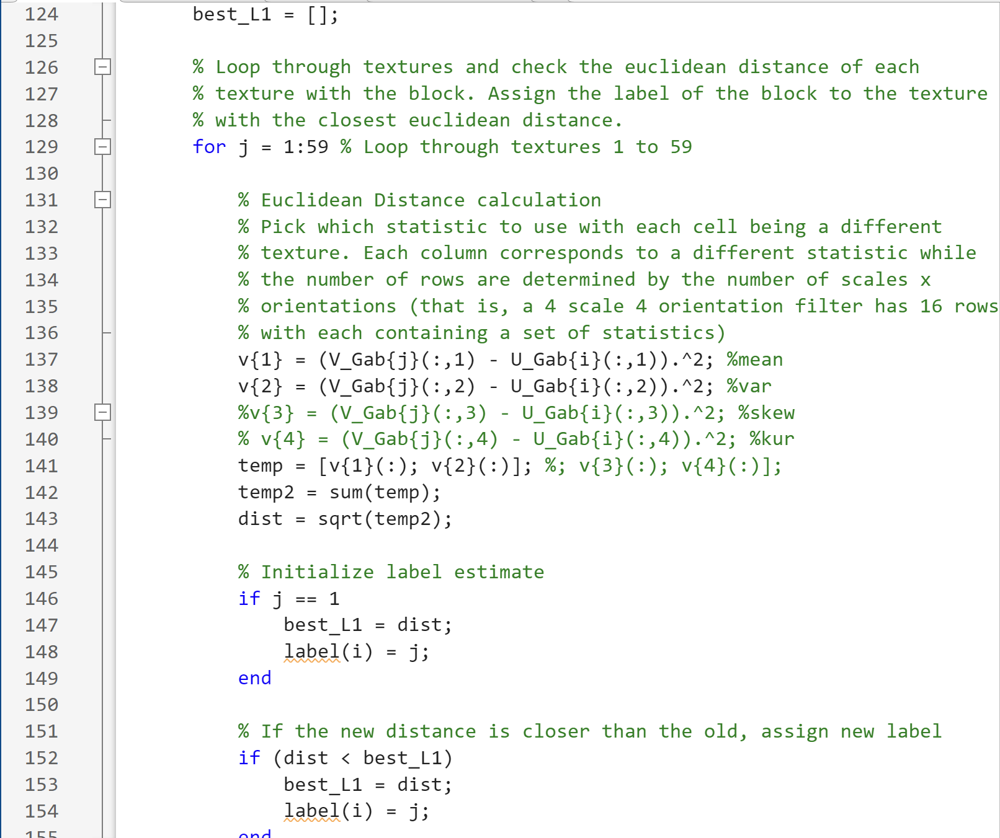 124 best_L1 = [];
125
126 % Loop through textures and check the euclidean distance of each
127 % texture with the block. Assign the label of the block to the texture
128 % with the closest euclidean distance.
129 for j = 1:59 % Loop through textures 1 to 59
130
131 % Euclidean Distance calculation
132 % Pick which statistic to use with each cell being a different
133 % texture. Each column corresponds to a different statistic while
134 % the number of rows are determined by the number of scales x
135 % orientations (that is, a 4 scale 4 orientation filter has 16 rows
136 % with each containing a set of statistics)
137 v{1} = (V_Gab{j}(:,1) - U_Gab{i}(:,1)).^2; %mean
138 v{2} = (V_Gab{j}(:,2) - U_Gab{i}(:,2)).^2; %var
139 %v{3} = (V_Gab{j}(:,3) - U_Gab{i}(:,3)).^2; %skew
140 % v{4} = (V_Gab{j}(:,4) - U_Gab{i}(:,4)).^2; %kur
141 temp = [v{1}(:); v{2}(:)]; %; v{3}(:); v{4}(:)];
142 temp2 = sum(temp);
143 dist = sqrt(temp2);
144
145 % Initialize label estimate
146 if j == 1
147 best_L1 = dist;
148 label(i) = j;
149 end
150
151 % If the new distance is closer than the old, assign new label
152 if (dist < best_L1)
153 best_L1 = dist;
154 label(i) = j;
155 end